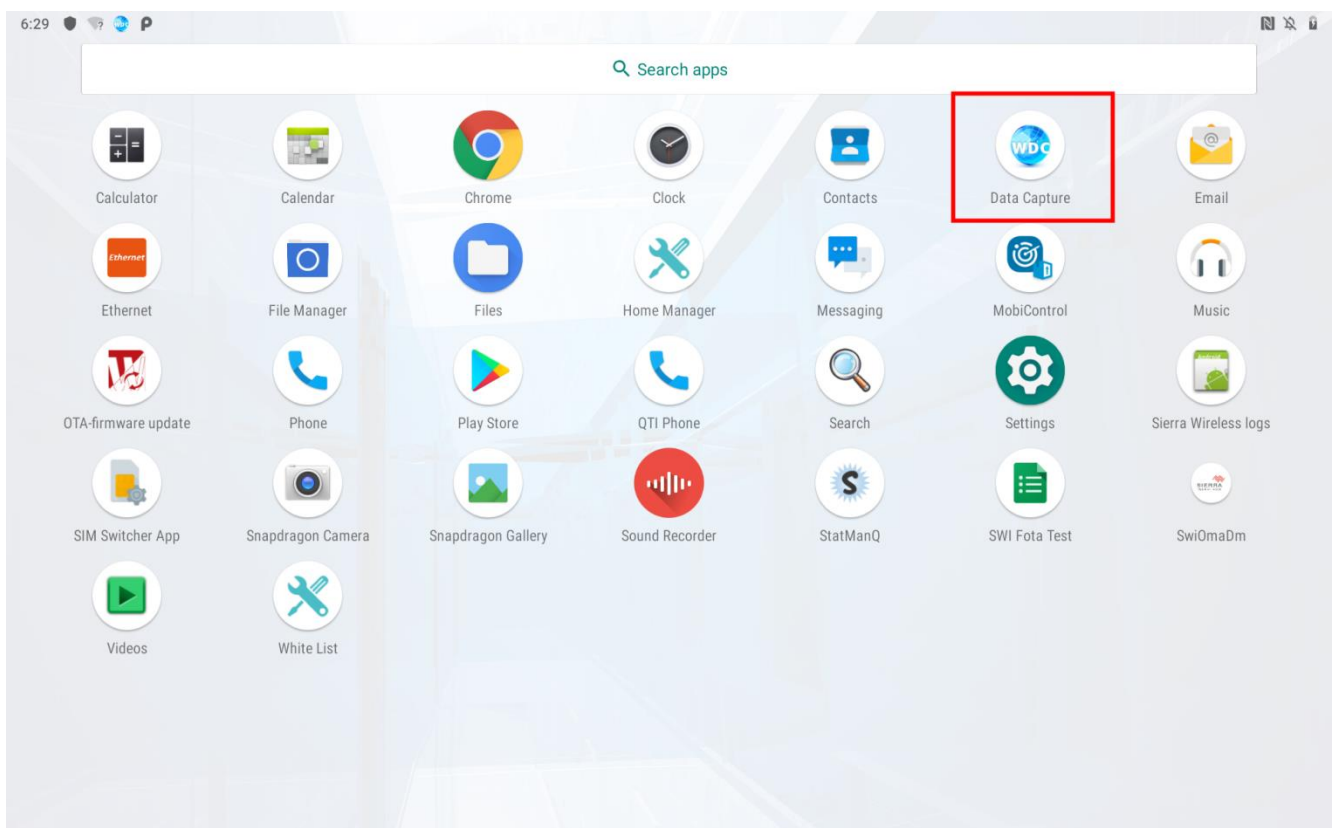 6:29
Search apps
WDC
Calculator
Calendar
Chrome
Clock
Contacts
Data Capture
Email
Ethernet
Ethernet
File Manager
Files
Home Manager
Messaging
MobiControl
Music
OTA-firmware update
Phone
Play Store
QTI Phone
Search
Settings
Sierra Wireless logs
SIM Switcher App
Snapdragon Camera
Snapdragon Gallery
Sound Recorder
S
StatManQ
SWI Fota Test
SIERRA
SwiOmaDm
Videos
White List